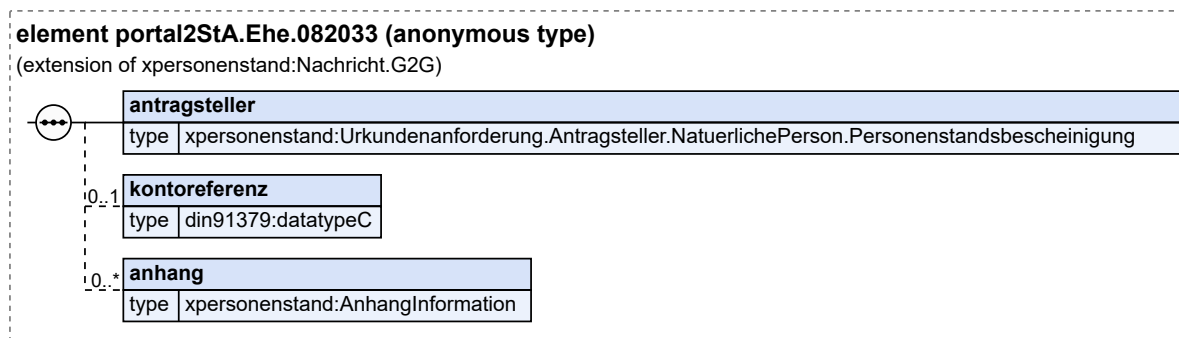 element portal2StA.Ehe.082033 (anonymous type)
(extension of xpersonenstand:Nachricht.G2G)
antragsteller
type xpersonenstand:Urkundenanforderung.Antragsteller.NatuerlichePerson.Personenstandsbescheinigung
0..1 kontoreferenz
type din91379:datatypeC
0..* anhang
type xpersonenstand:AnhangInformation